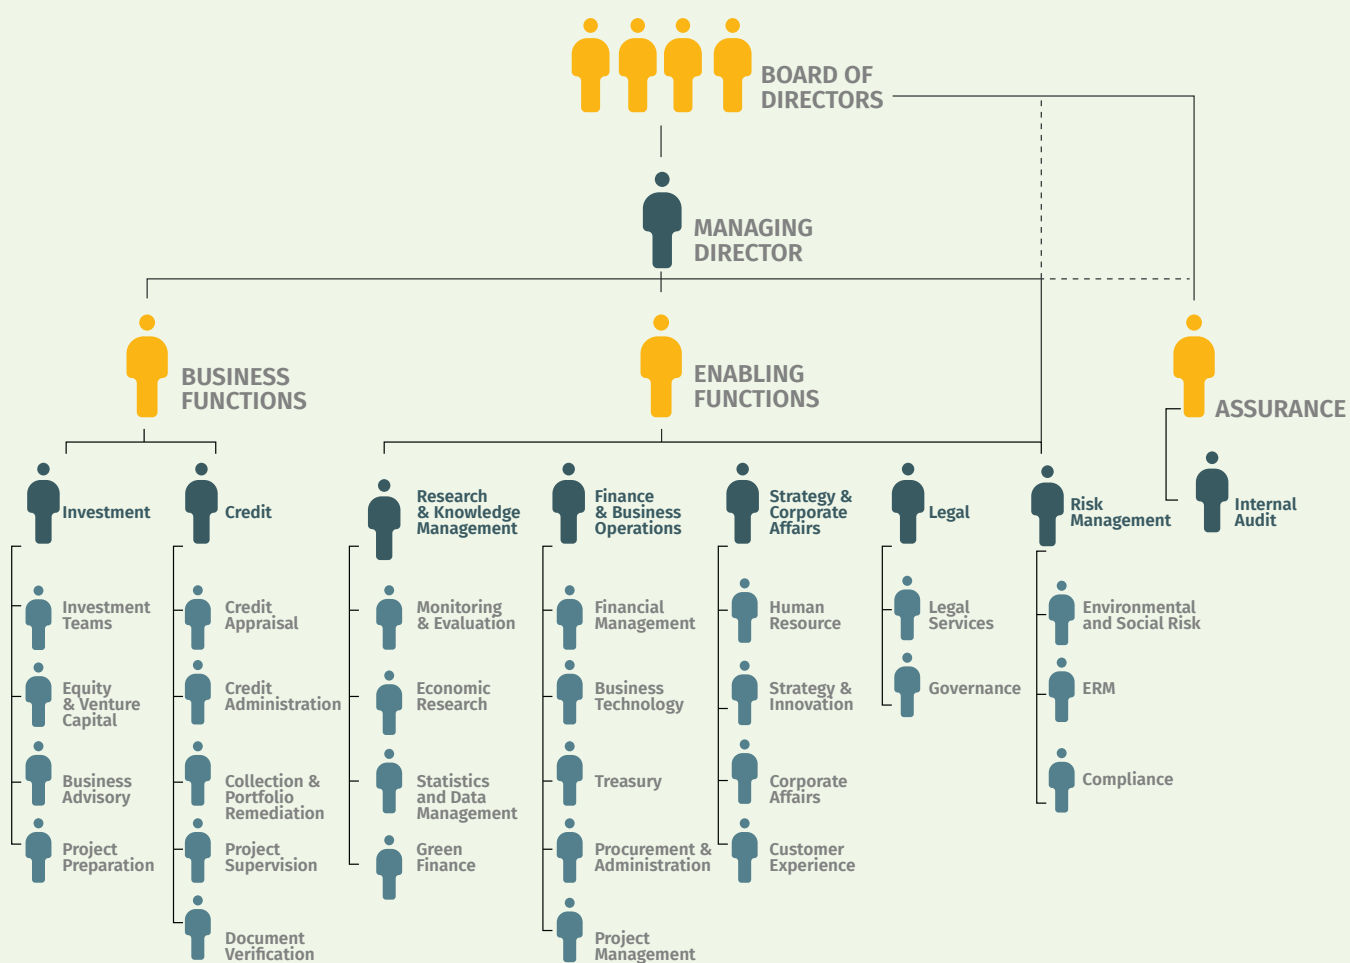 BOARD OF
DIRECTORS
MANAGING
DIRECTOR
BUSINESS
FUNCTIONS
ENABLING
FUNCTIONS
ASSURANCE
Investment
Credit
Research
& Knowledge
Management
Finance
& Business
Operations
Strategy &
Corporate
Affairs
Legal
Risk
Management
Internal
Audit
Investment
Teams
Equity
& Venture
Capital
Business
Advisory
Project
Preparation
Credit
Appraisal
Credit
Administration
Collection &
Portfolio
Remediation
Project
Supervision
Document
Verification
Monitoring
& Evaluation
Economic
Research
Statistics
and Data
Management
Green
Finance
Financial
Management
Business
Technology
Treasury
Procurement &
Administration
Project
Management
Human
Resource
Strategy &
Innovation
Corporate
Affairs
Customer
Experience
Legal
Services
Governance
Environmental
and Social Risk
ERM
Compliance